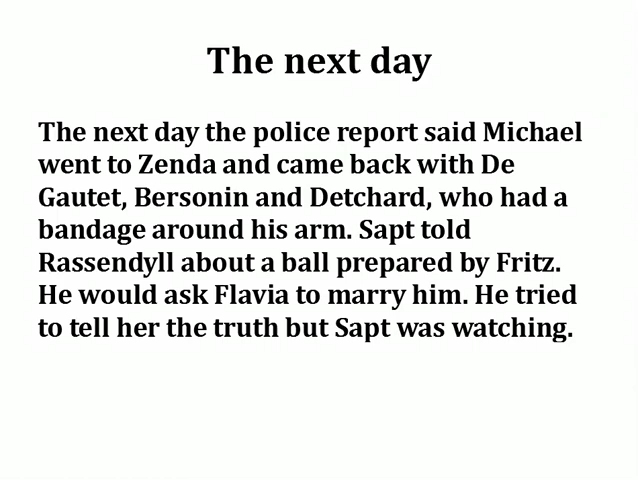 The next day
The next day the police report said Michael
went to Zenda and came back with De
Gautet, Bersonin and Detchard, who had a
bandage around his arm. Sapt told
Rassendyll about a ball prepared by Fritz.
He would ask Flavia to marry him. He tried
to tell her the truth but Sapt was watching.